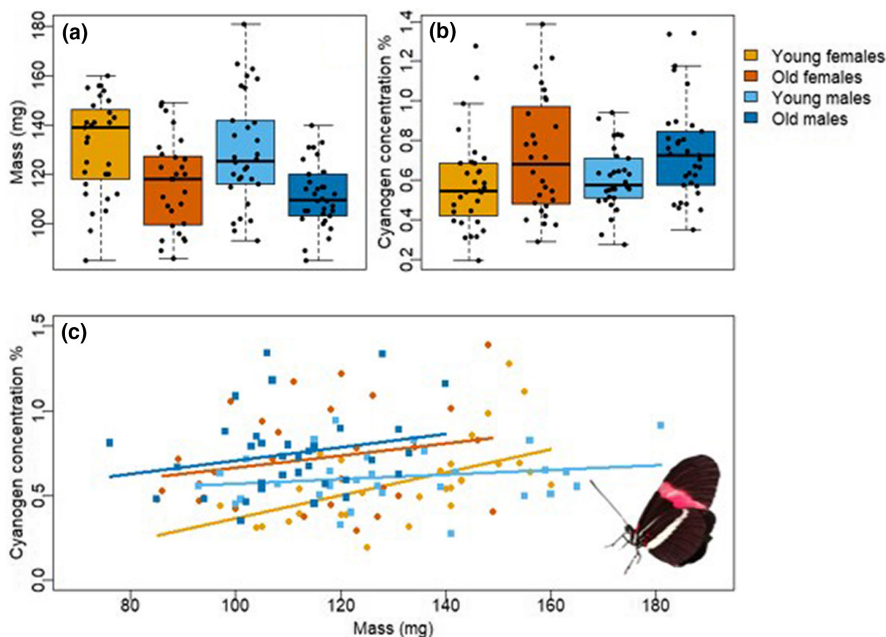 (a)
Mass (mg)
180
160
140
120
100
(b)
Cyanogen concentration %
1.4
1.0
0.8
0.6
0.4
0.2
Young females
Old females
Young males
Old males
(c)
Cyanogen concentration %
1.5
1.0
0.5
0.0
80 100 120 140 160 180
Mass (mg)